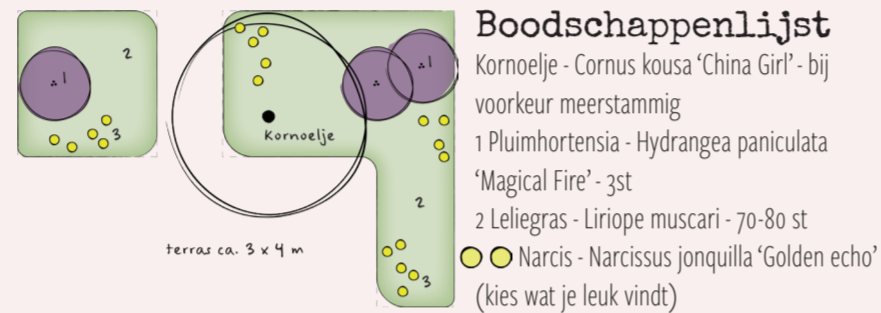 1
2
3
Kornoelje
1
2
3
terras ca. 3 x 4 m
Boodschappenlijst
Kornoelje - Cornus kousa ‘China Girl’ - bij
voorkeur meerstammig
1 Pluimhortensia - Hydrangea paniculata
‘Magical Fire’ - 3st
2 Leliegras - Liriope muscari - 70-80 st
Narcis - Narcissus jonquilla ‘Golden echo’
(kies wat je leuk vindt)